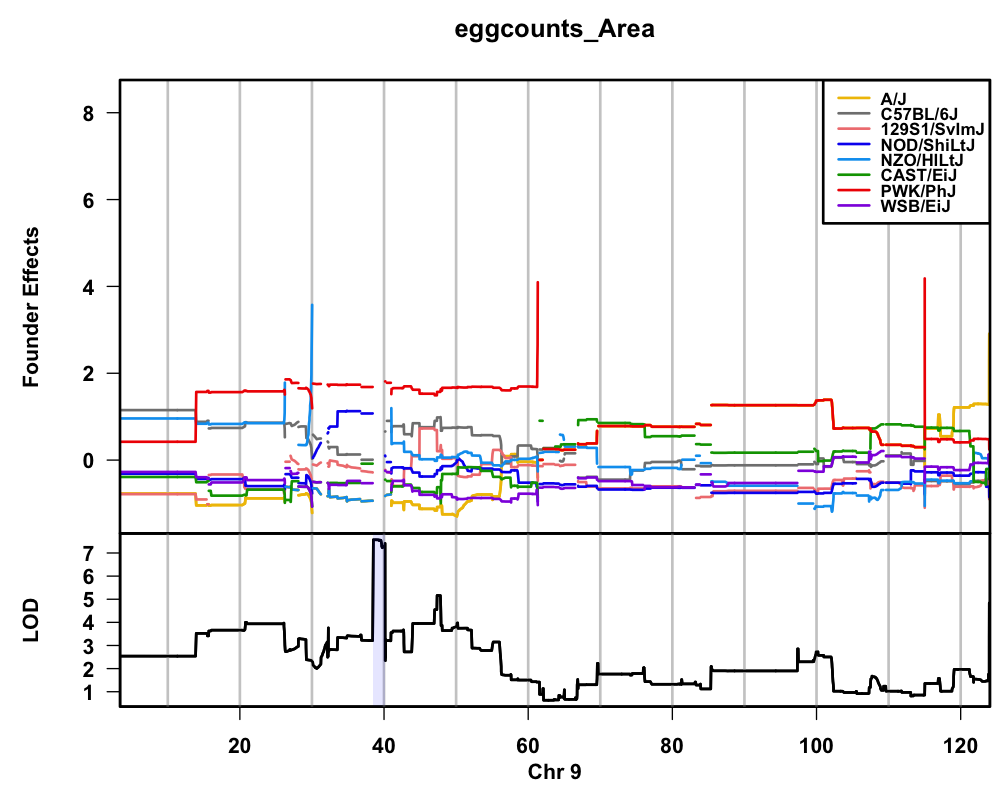 eggcounts_Area
Founder Effects
8
6
4
2
0
A/J
C57BL/6J
129S1/SvImJ
NOD/ShiLtJ
NZO/HILtJ
CAST/EiJ
PWK/PhJ
WSB/EiJ
LOD
7
6
5
4
3
2
1
20 40 60 80 100 120
Chr 9